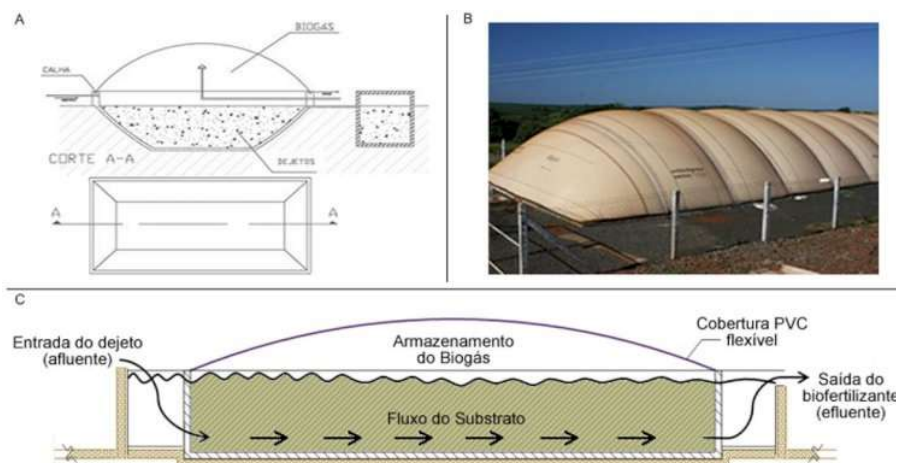 A
BIOGÁS
CALHA
DEJETOS
CORTE A-A
A
A
B
C
Entrada do dejeto
(afluente)
Armazenamento
do Biogás
Cobertura PVC
flexível
Fluxo do Substrato
Saída do
biofertilizante
(efluente)